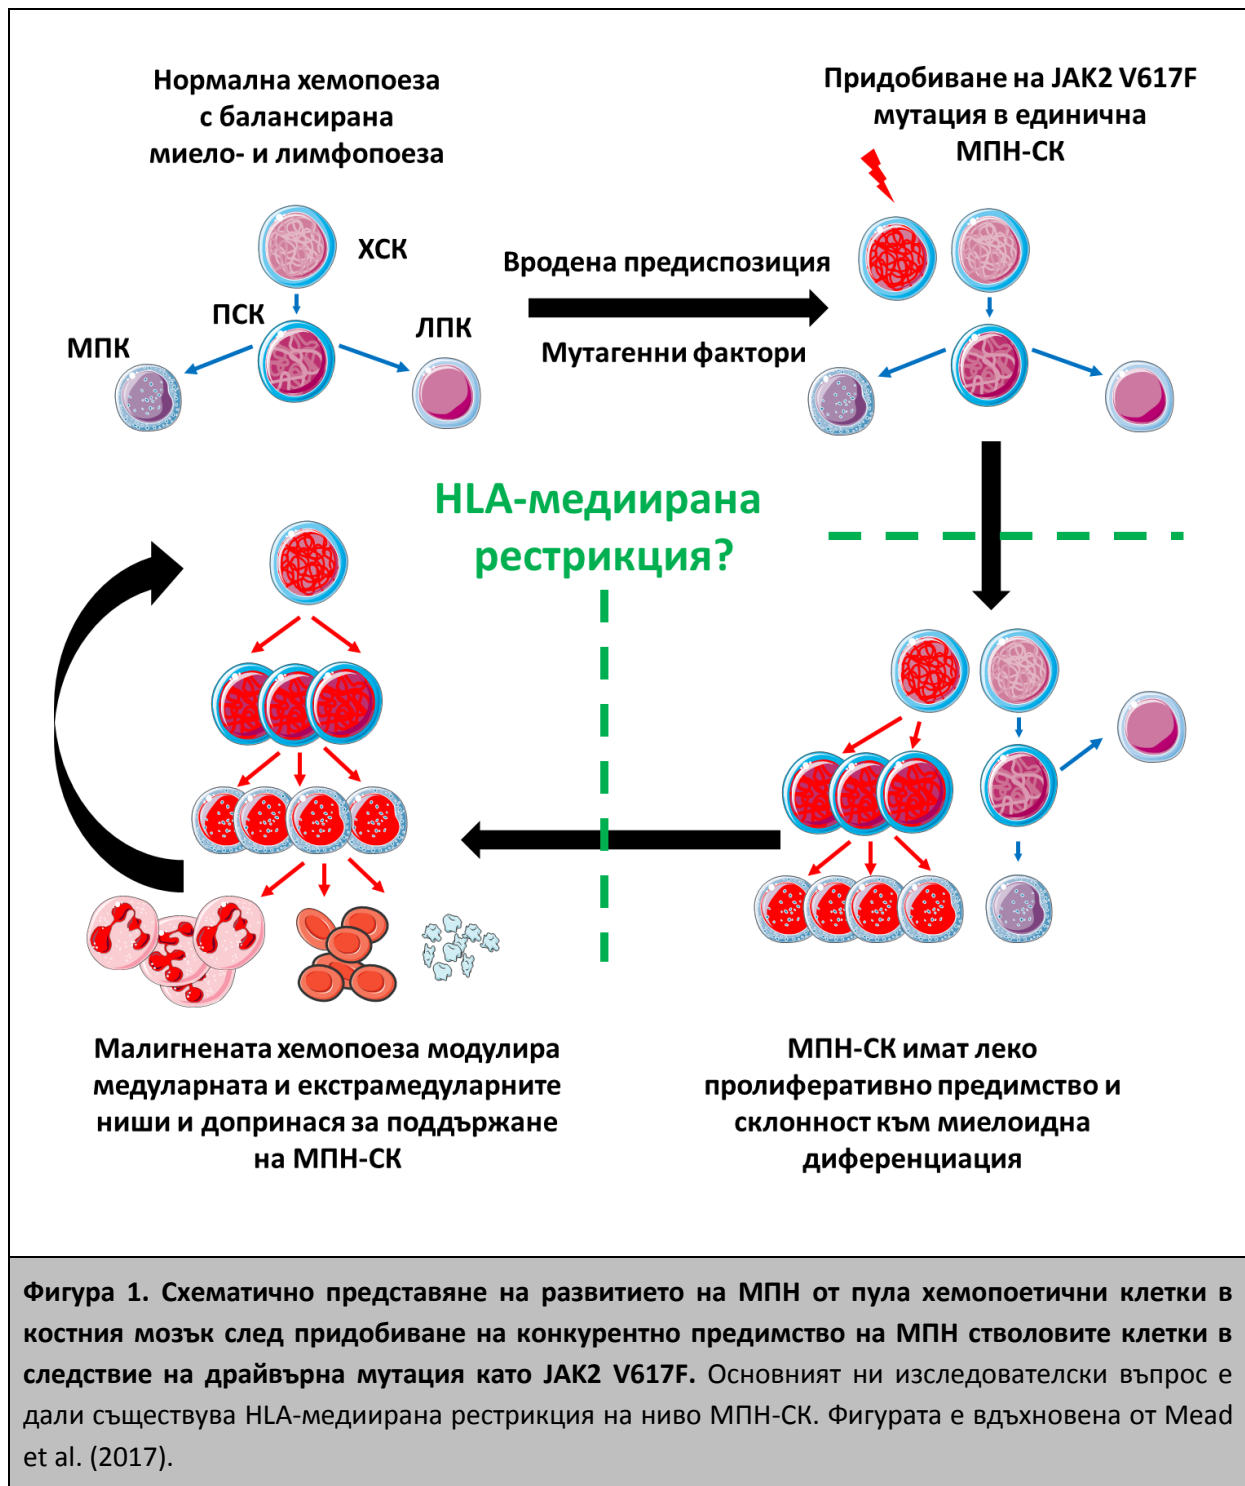 Нормална хемопоеза
с балансирана
миело- и лимфопоеза
Придобиване на JAK2 V617F
мутация в единична
МПН-СК
ХСК
ПСК
МПК
ЛПК
Вродена предиспозиция
Мутагенни фактори
HLA-медиирана
рестрикция?
Малигнената хемопоеза модулира
медуларната и екстрамедуларните
ниши и допринася за поддържане
на МПН-СК
МПН-СК имат леко
пролиферативно предимство и
склонност към миелоидна
диференциация
Фигура 1. Схематично представяне на развитието на МПН от пула хемопоетични клетки в
костния мозък след придобиване на конкурентно предимство на МПН стволовите клетки в
следствие на драйвърна мутация като JAK2 V617F. Основният ни изследователски въпрос е
дали съществува HLA-медиирана рестрикция на ниво МПН-СК. Фигурата е вдъхновена от Mead
et al. (2017).